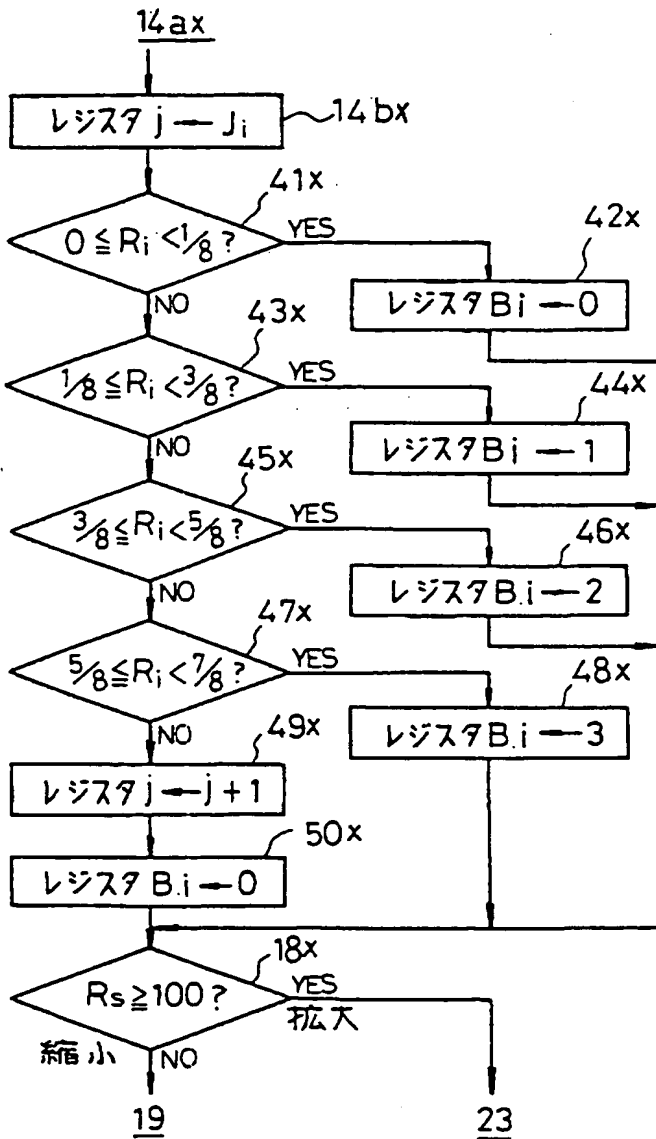 14ax
レジスタ j ← Ji
14bx
41x
0 ≦ Ri < 1/8 ?
YES
42x
レジスタ Bi ← 0
NO
43x
1/8 ≦ Ri < 3/8 ?
YES
44x
レジスタ Bi ← 1
NO
45x
3/8 ≦ Ri < 5/8 ?
YES
46x
レジスタ B.i ← 2
NO
47x
5/8 ≦ Ri < 7/8 ?
YES
48x
レジスタ B.i ← 3
NO
49x
レジスタ j ← j + 1
50x
レジスタ B.i ← 0
18x
Rs ≧ 100 ?
YES
拡大
縮小
NO
19
23